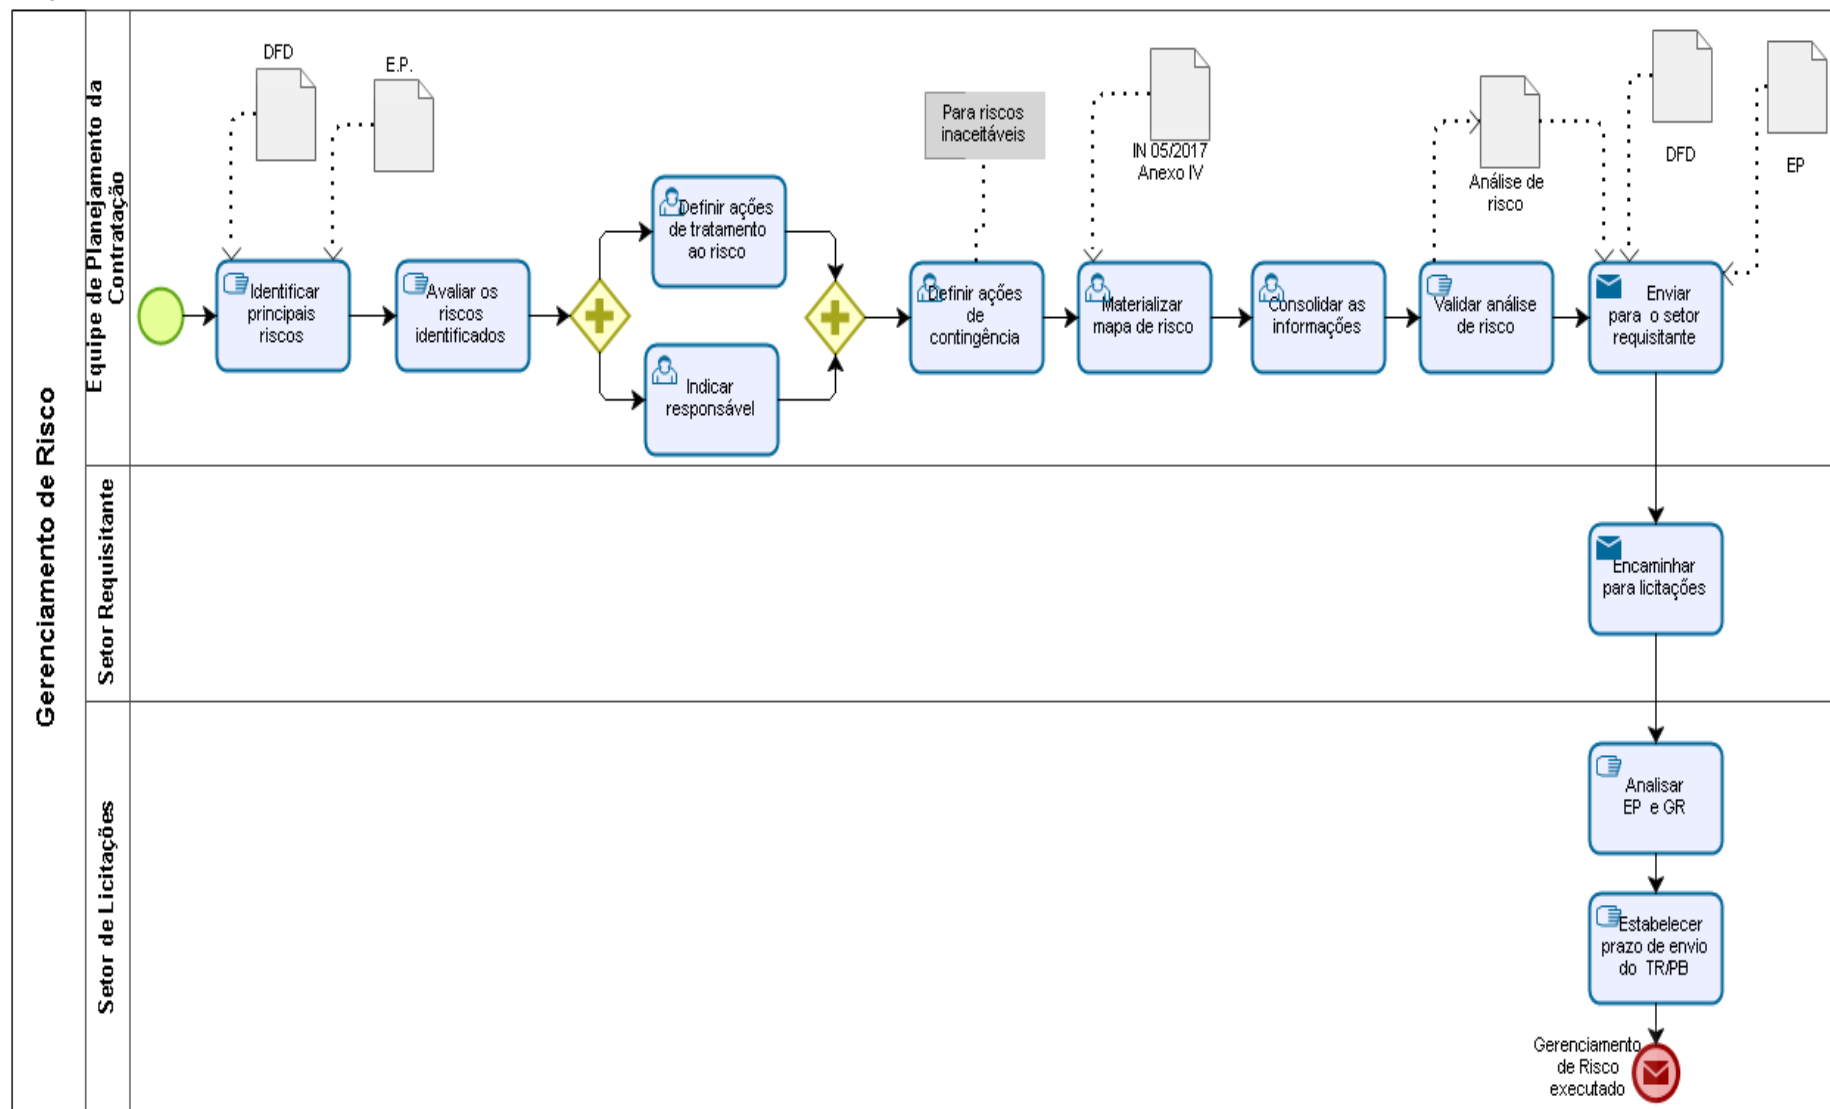 Gerenciamento de Risco
Equipe de Planejamento da
Contratação
DFD
E.P.
Identificar
principais
riscos
Avaliar os
riscos
identificados
Definir ações
de tratamento
ao risco
Indicar
responsável
Para riscos
inaceitáveis
Definir ações
de
contingência
IN 05/2017
Anexo IV
Materializar
mapa de risco
Consolidar as
informações
Validar análise
de risco
Análise de
risco
DFD
EP
Enviar
para o setor
requisitante
Setor Requisitante
Encaminhar
para licitações
Setor de Licitações
Analisar
EP e GR
Estabelecer
prazo de envio
do TR/PB
Gerenciamento
de Risco
executado